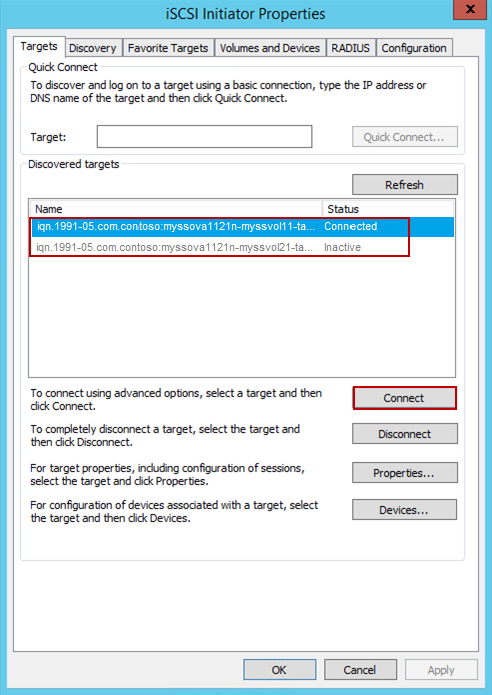 iSCSI Initiator Properties
x
Targets Discovery Favorite Targets Volumes and Devices RADIUS Configuration
Quick Connect
To discover and log on to a target using a basic connection, type the IP address or
DNS name of the target and then click Quick Connect.
Target:
Quick Connect...
Discovered targets
Refresh
Name Status
iqn.1991-05.com.contoso:myssova1121n-myssvol11-ta... Connected
iqn.1991-05.com.contoso:myssova1121n-myssvol21-ta... Inactive
To connect using advanced options, select a target and then
click Connect.
Connect
To completely disconnect a target, select the target and
then click Disconnect.
Disconnect
For target properties, including configuration of sessions,
select the target and click Properties.
Properties...
For configuration of devices associated with a target, select
the target and then click Devices.
Devices...
OK Cancel Apply